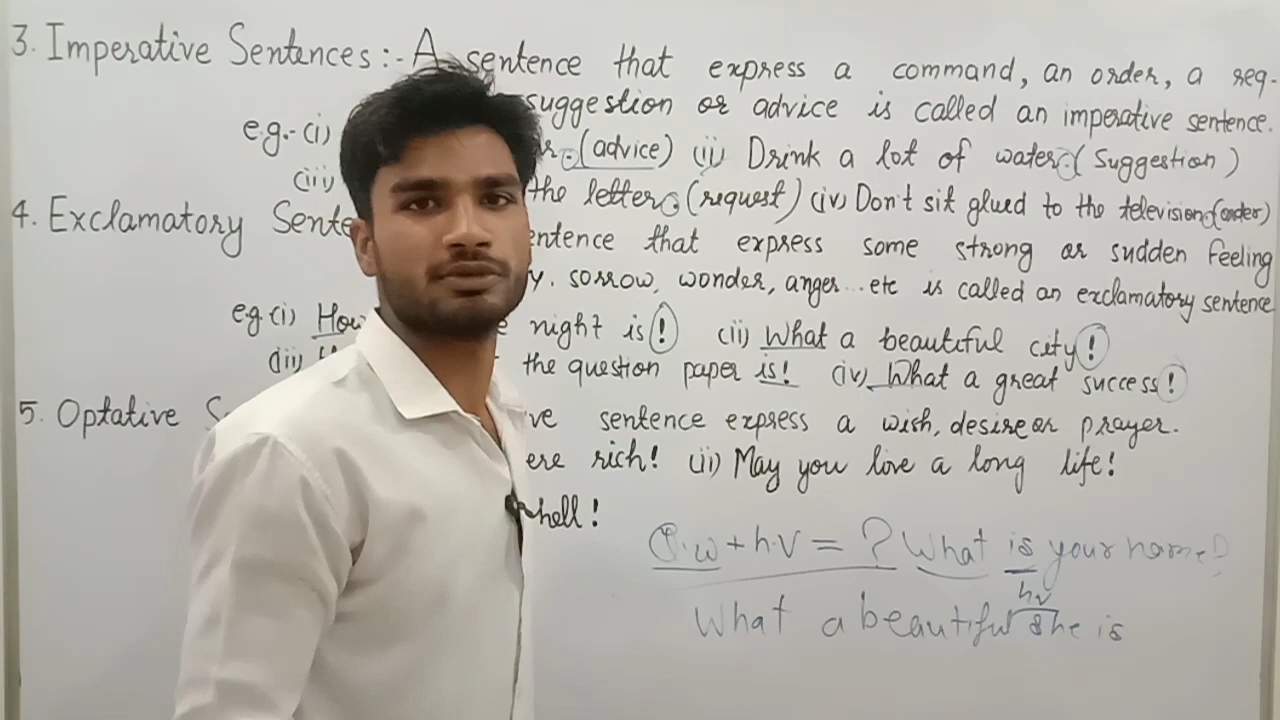 3. Imperative Sentences :- A sentence that express a command, an order, a req-
suggestion or advice is called an imperative sentence.
e.g.- (i) r. (advice) (ii) Drink a lot of water. (Suggestion)
(iii) the letter. (request) (iv) Don't sit glued to the television. (order)
4. Exclamatory Sente entence that express some strong or sudden feeling
y. sorrow, wonder, anger... etc is called an exclamatory sentence
e.g. (i) How night is! (ii) What a beautiful city!
(iii) the question paper is! (iv) What a great success!
5. Optative S ve sentence express a wish, desire or prayer.
ere rich! (ii) May you love a long life!
hell!
Q.w + h.v = ? What is your name?
hv
What a beautiful she is